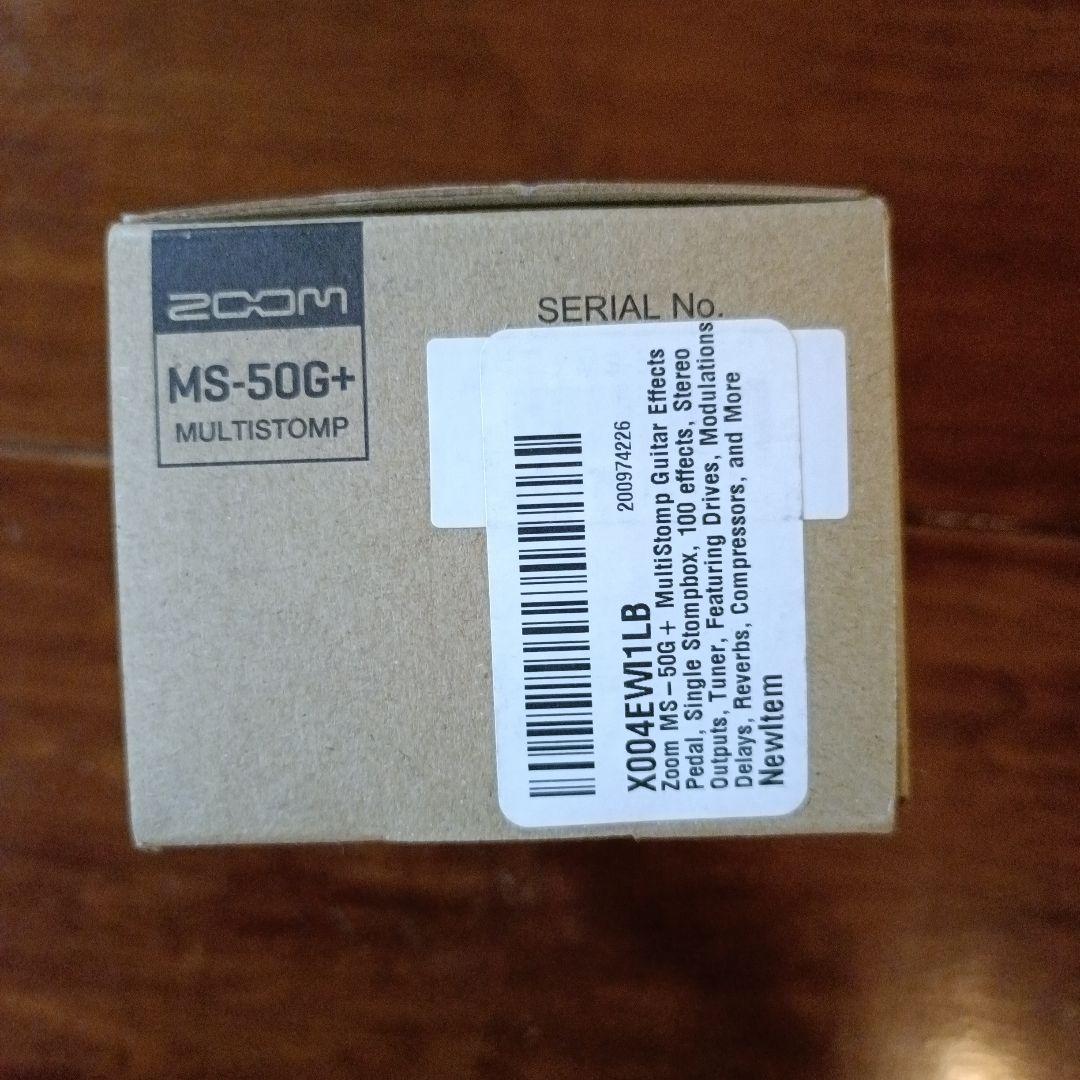 ZOOM
MS-50G+
MULTISTOMP
SERIAL No.
200974226
X004EWI1LB
Zoom MS-50G+ MultiStomp Guitar Effects
Pedal, Single Stompbox, 100 effects, Stereo
Outputs, Tuner, Featuring Drives, Modulations,
Delays, Reverbs, Compressors, and More
NewItem